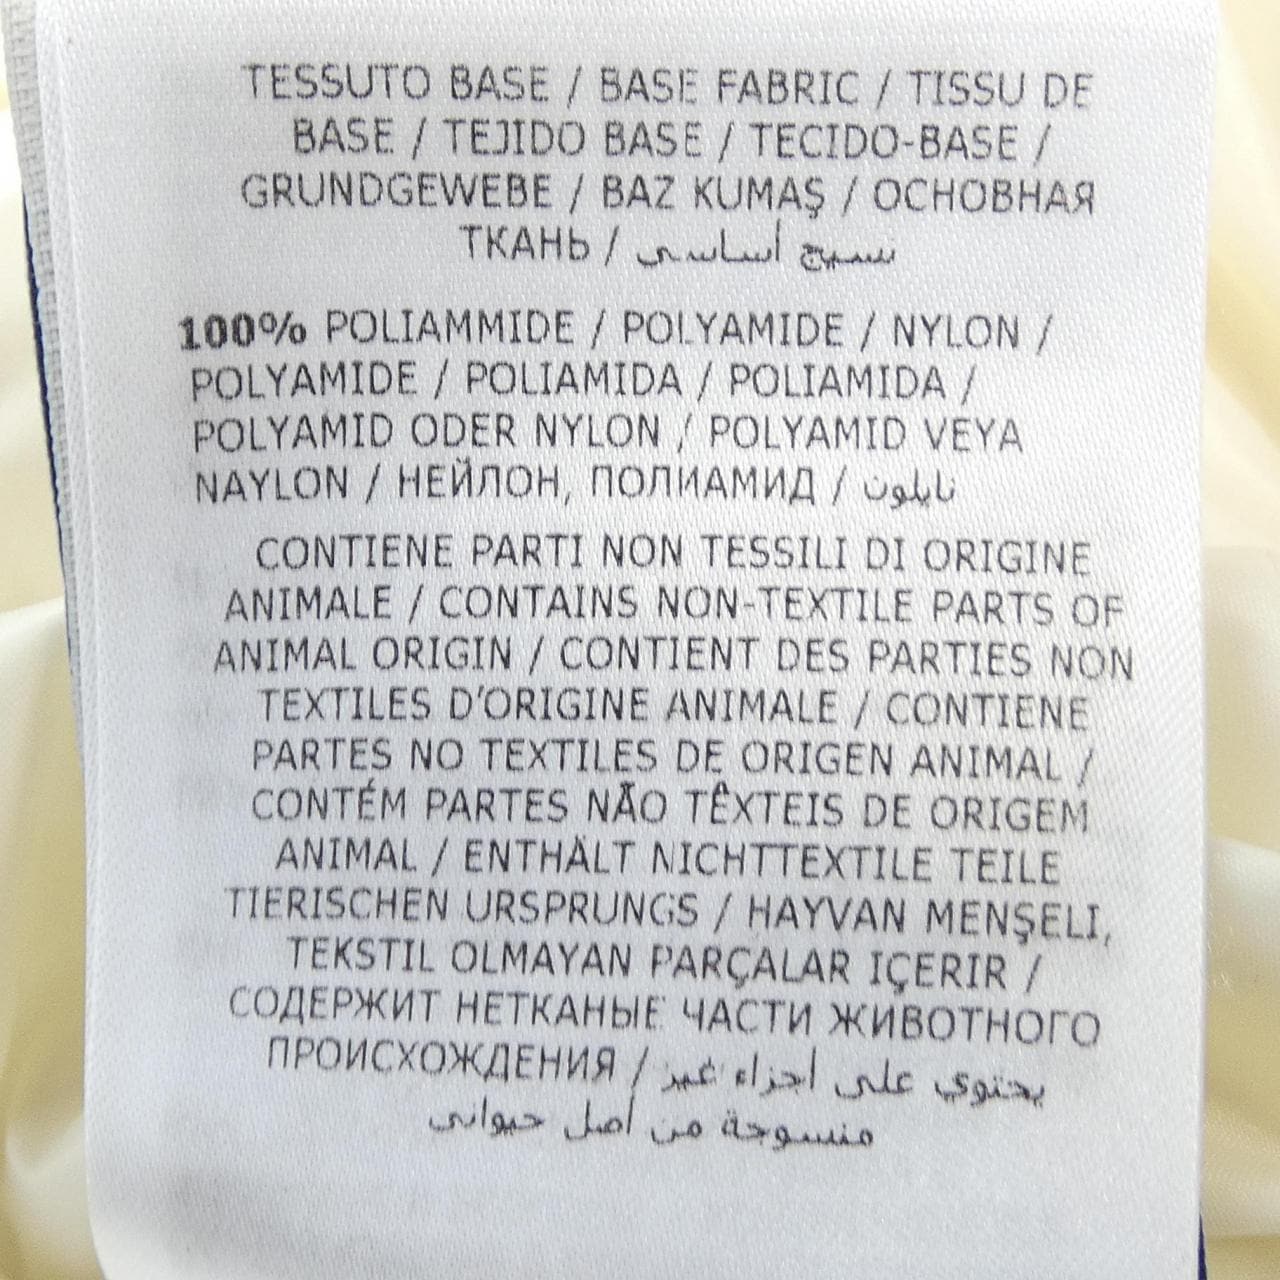 TESSUTO BASE / BASE FABRIC / TISSU DE
BASE / TEJIDO BASE / TECIDO-BASE /
GRUNDGEWEBE / BAZ KUMAŞ / ОСНОВНАЯ
ТКАНЬ / نسيج أساسي
100% POLIAMMIDE / POLYAMIDE / NYLON /
POLYAMIDE / POLIAMIDA / POLIAMIDA /
POLYAMID ODER NYLON / POLYAMID VEYA
NAYLON / НЕЙЛОН, ПОЛИАМИД / نايلون
CONTIENE PARTI NON TESSILI DI ORIGINE
ANIMALE / CONTAINS NON-TEXTILE PARTS OF
ANIMAL ORIGIN / CONTIENT DES PARTIES NON
TEXTILES D'ORIGINE ANIMALE / CONTIENE
PARTES NO TEXTILES DE ORIGEN ANIMAL /
CONTÉM PARTES NÃO TÊXTEIS DE ORIGEM
ANIMAL / ENTHÄLT NICHTTEXTILE TEILE
TIERISCHEN URSPRUNGS / HAYVAN MENŞELI,
TEKSTIL OLMAYAN PARÇALAR IÇERIR /
СОДЕРЖИТ НЕТКАНЫЕ ЧАСТИ ЖИВОТНОГО
ПРОИСХОЖДЕНИЯ / يحتوي على أجزاء غير
منسوجة من أصل حيواني